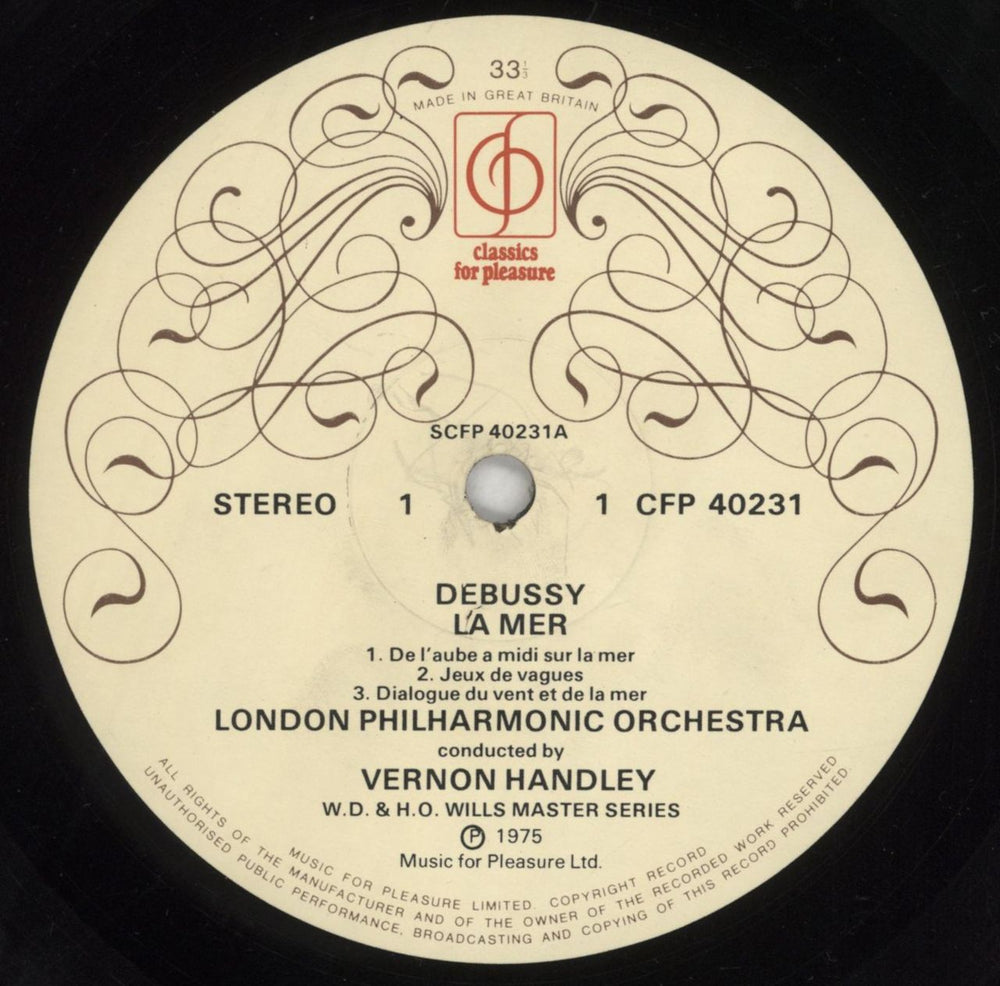 33⅓
MADE IN GREAT BRITAIN
classics
for pleasure
SCFP 40231A
STEREO 1 1 CFP 40231
DEBUSSY
LA MER
1. De l'aube a midi sur la mer
2. Jeux de vagues
3. Dialogue du vent et de la mer
LONDON PHILHARMONIC ORCHESTRA
conducted by
VERNON HANDLEY
W.D. & H.O. WILLS MASTER SERIES
Ⓟ 1975
Music for Pleasure Ltd.
MUSIC FOR PLEASURE LIMITED. COPYRIGHT RECORD
ALL RIGHTS OF THE MANUFACTURER AND OF THE OWNER OF THE RECORDED WORK RESERVED
UNAUTHORISED PUBLIC PERFORMANCE, BROADCASTING AND COPYING OF THIS RECORD PROHIBITED.